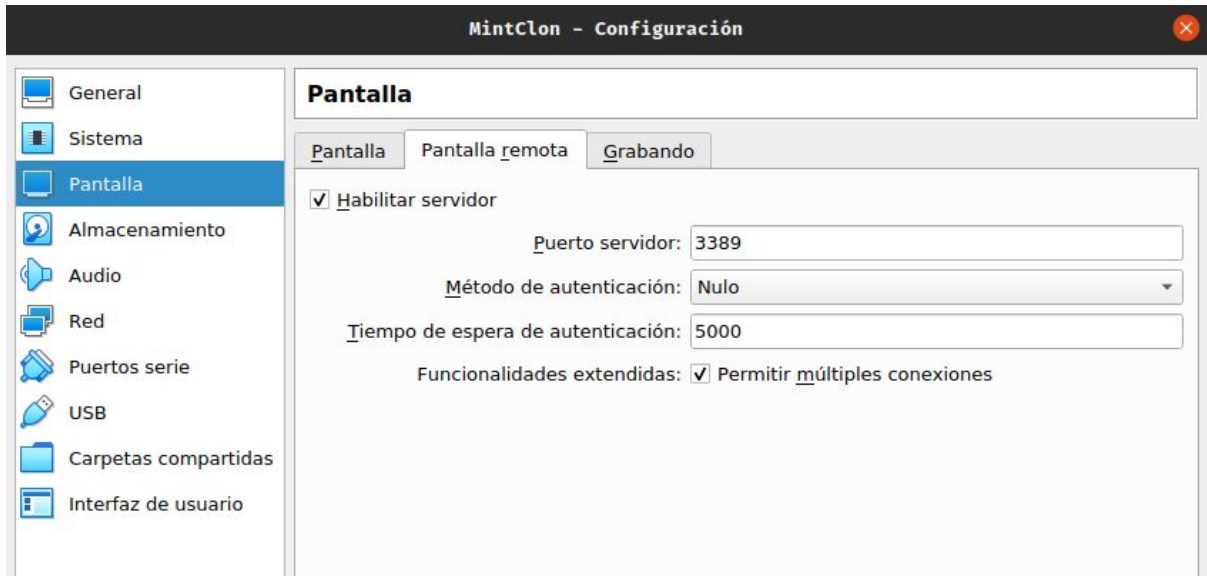 MintClon - Configuración
General
Sistema
Pantalla
Almacenamiento
Audio
Red
Puertos serie
USB
Carpetas compartidas
Interfaz de usuario
Pantalla
Pantalla
Pantalla remota
Grabando
Habilitar servidor
Puerto servidor: 3389
Método de autenticación: Nulo
Tiempo de espera de autenticación: 5000
Funcionalidades extendidas: Permitir múltiples conexiones